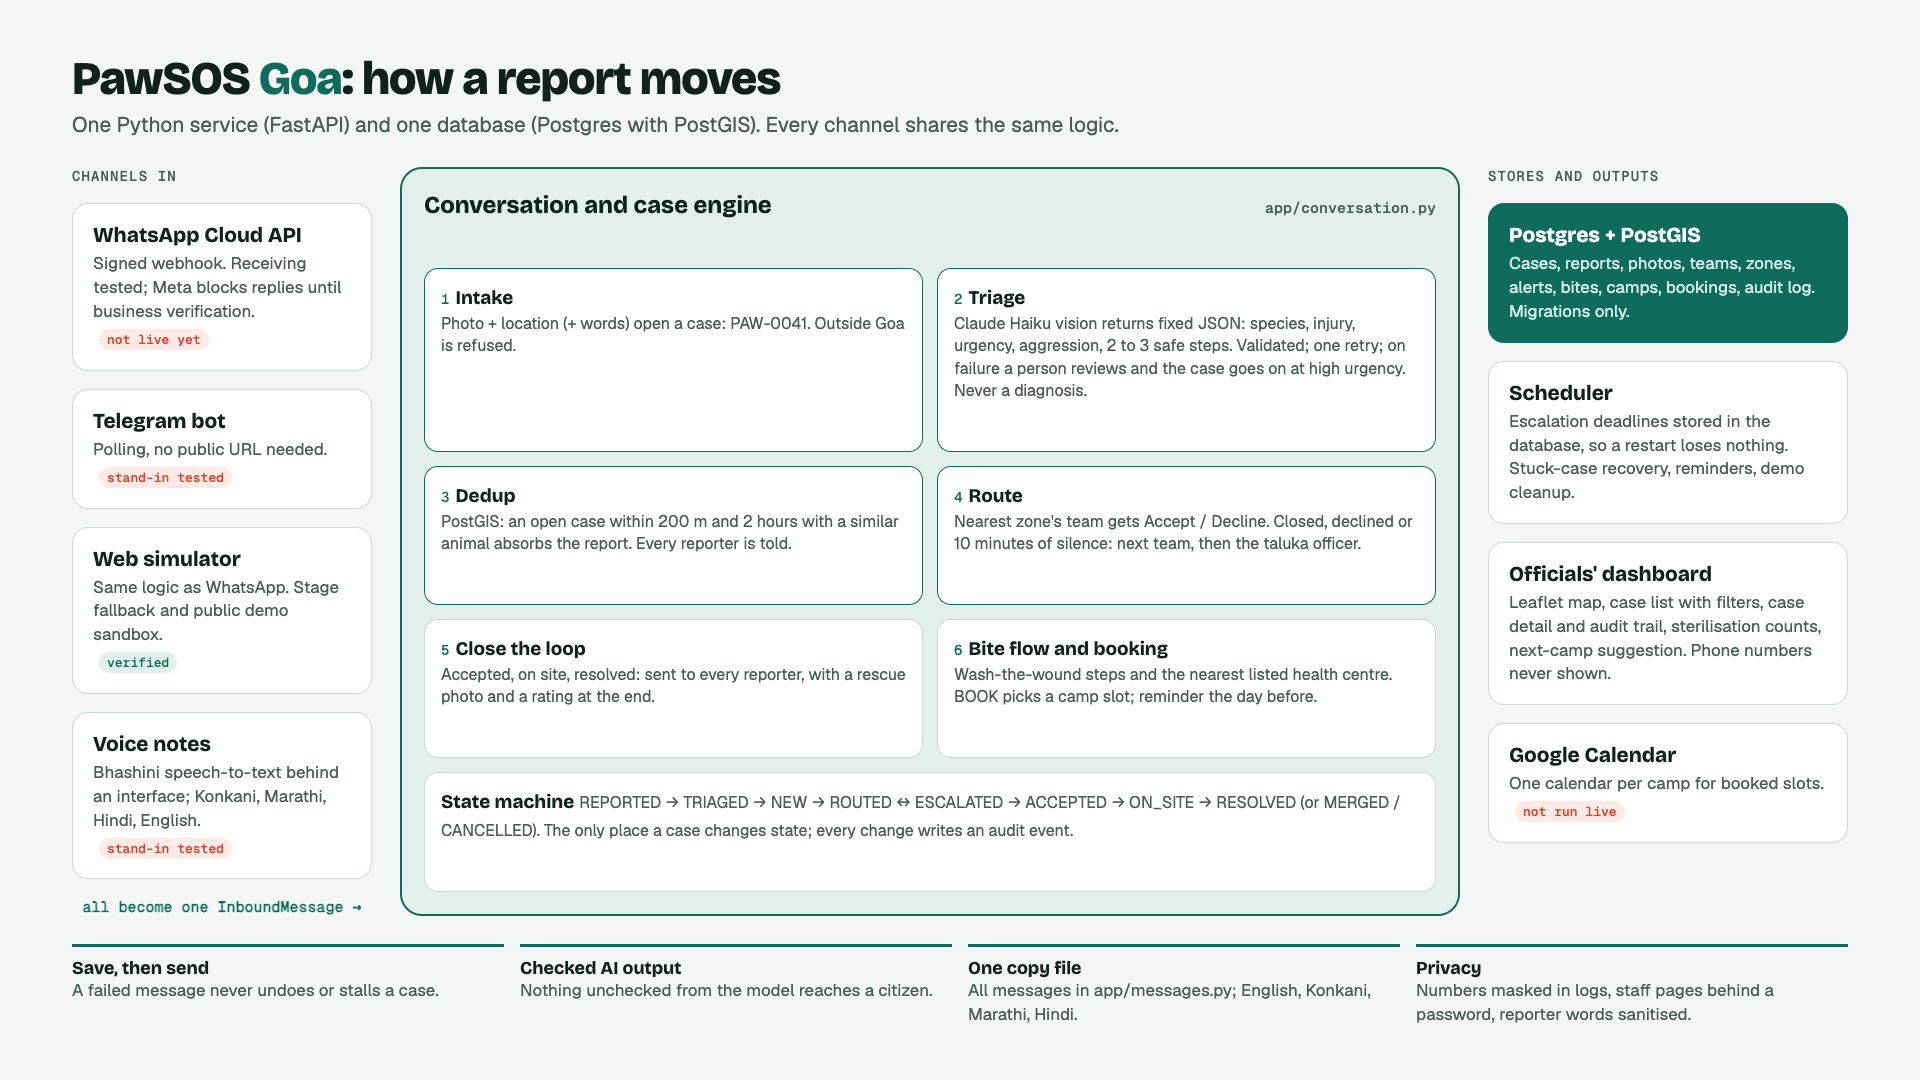 PawSOS Goa: how a report moves
One Python service (FastAPI) and one database (Postgres with PostGIS). Every channel shares the same logic.
CHANNELS IN
WhatsApp Cloud API
Signed webhook. Receiving
tested; Meta blocks replies until
business verification.
not live yet
Telegram bot
Polling, no public URL needed.
stand-in tested
Web simulator
Same logic as WhatsApp. Stage
fallback and public demo
sandbox.
verified
Voice notes
Bhashini speech-to-text behind
an interface; Konkani, Marathi,
Hindi, English.
stand-in tested
all become one InboundMessage →
Conversation and case engine
app/conversation.py
1 Intake
Photo + location (+ words) open a case: PAW-0041. Outside Goa
is refused.
2 Triage
Claude Haiku vision returns fixed JSON: species, injury,
urgency, aggression, 2 to 3 safe steps. Validated; one retry; on
failure a person reviews and the case goes on at high urgency.
Never a diagnosis.
3 Dedup
PostGIS: an open case within 200 m and 2 hours with a similar
animal absorbs the report. Every reporter is told.
4 Route
Nearest zone's team gets Accept / Decline. Closed, declined or
10 minutes of silence: next team, then the taluka officer.
5 Close the loop
Accepted, on site, resolved: sent to every reporter, with a rescue
photo and a rating at the end.
6 Bite flow and booking
Wash-the-wound steps and the nearest listed health centre.
BOOK picks a camp slot; reminder the day before.
State machine REPORTED → TRIAGED → NEW → ROUTED ↔ ESCALATED → ACCEPTED → ON_SITE → RESOLVED (or MERGED /
CANCELLED). The only place a case changes state; every change writes an audit event.
STORES AND OUTPUTS
Postgres + PostGIS
Cases, reports, photos, teams, zones,
alerts, bites, camps, bookings, audit log.
Migrations only.
Scheduler
Escalation deadlines stored in the
database, so a restart loses nothing.
Stuck-case recovery, reminders, demo
cleanup.
Officials' dashboard
Leaflet map, case list with filters, case
detail and audit trail, sterilisation counts,
next-camp suggestion. Phone numbers
never shown.
Google Calendar
One calendar per camp for booked slots.
not run live
Save, then send
A failed message never undoes or stalls a case.
Checked AI output
Nothing unchecked from the model reaches a citizen.
One copy file
All messages in app/messages.py; English, Konkani,
Marathi, Hindi.
Privacy
Numbers masked in logs, staff pages behind a
password, reporter words sanitised.